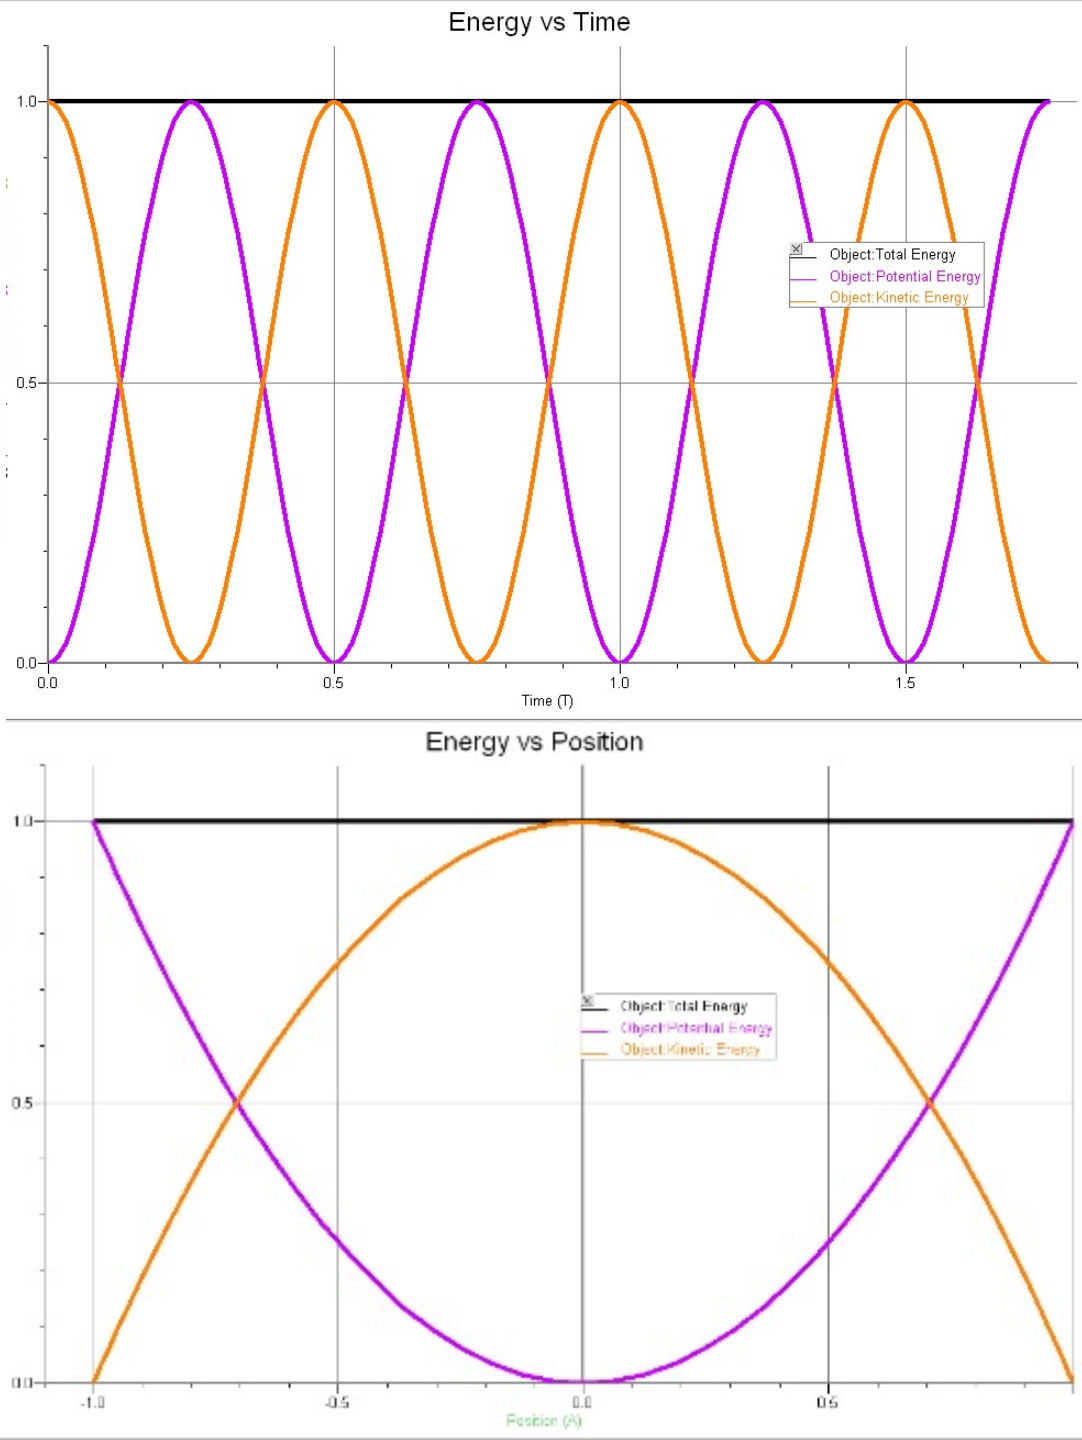 Energy vs Time
1.0
0.5
0.0
0.0 0.5 1.0 1.5
Time (T)
Object:Total Energy
Object:Potential Energy
Object:Kinetic Energy
Energy vs Position
1.0
0.5
0.0
-1.0 -0.5 0.0 0.5
Position (A)
Object:Total Energy
Object:Potential Energy
Object:Kinetic Energy